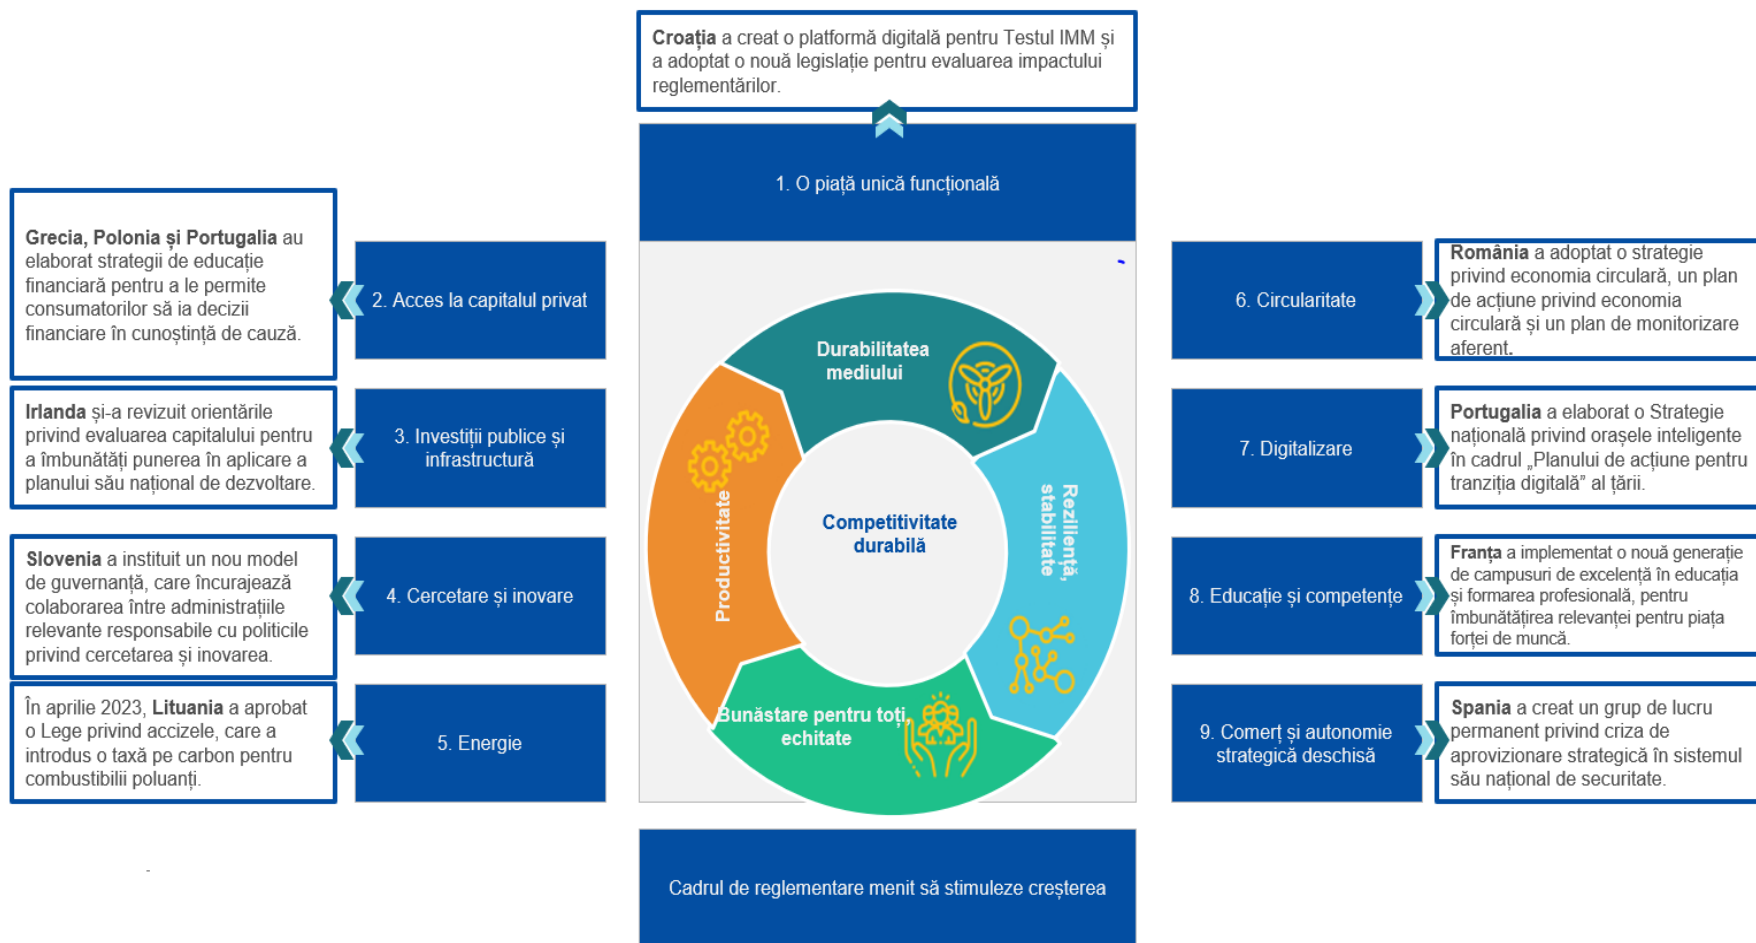 Croația a creat o platformă digitală pentru Testul IMM și
a adoptat o nouă legislație pentru evaluarea impactului
reglementărilor.
1. O piață unică funcțională
Grecia, Polonia și Portugalia au
elaborat strategii de educație
financiară pentru a le permite
consumatorilor să ia decizii
financiare în cunoștință de cauză.
2. Acces la capitalul privat
Irlanda și-a revizuit orientările
privind evaluarea capitalului pentru
a îmbunătăți punerea în aplicare a
planului său național de dezvoltare.
3. Investiții publice și
infrastructură
Slovenia a instituit un nou model
de guvernanță, care încurajează
colaborarea între administrațiile
relevante responsabile cu politicile
privind cercetarea și inovarea.
4. Cercetare și inovare
În aprilie 2023, Lituania a aprobat
o Lege privind accizele, care a
introdus o taxă pe carbon pentru
combustibilii poluanți.
5. Energie
Durabilitatea
mediului
Productivitate
Competitivitate
durabilă
Reziliență,
stabilitate
Bunăstare pentru toți,
echitate
6. Circularitate
România a adoptat o strategie
privind economia circulară, un plan
de acțiune privind economia
circulară și un plan de monitorizare
aferent.
7. Digitalizare
Portugalia a elaborat o Strategie
națională privind orașele inteligente
în cadrul „Planului de acțiune pentru
tranziția digitală” al țării.
8. Educație și competențe
Franța a implementat o nouă generație
de campusuri de excelență în educația
și formarea profesională, pentru
îmbunătățirea relevanței pentru piața
forței de muncă.
9. Comerț și autonomie
strategică deschisă
Spania a creat un grup de lucru
permanent privind criza de
aprovizionare strategică în sistemul
său național de securitate.
Cadrul de reglementare menit să stimuleze creșterea